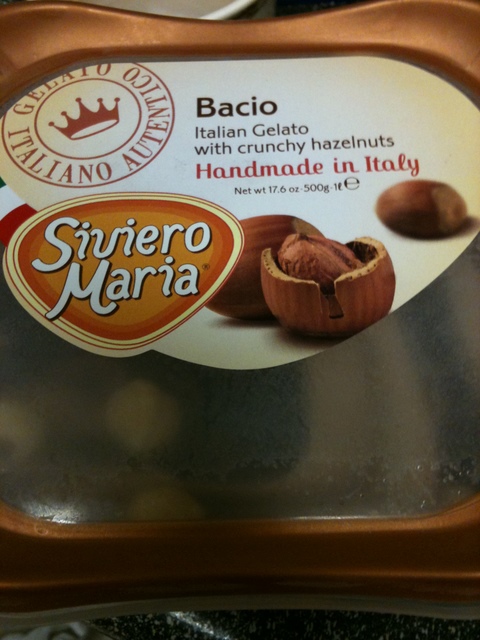 GELATO ITALIANO AUTENTICO
Bacio
Italian Gelato
with crunchy hazelnuts
Handmade in Italy
Net wt 17.6 oz-500g-1ℓ℮
Siviero
Maria®